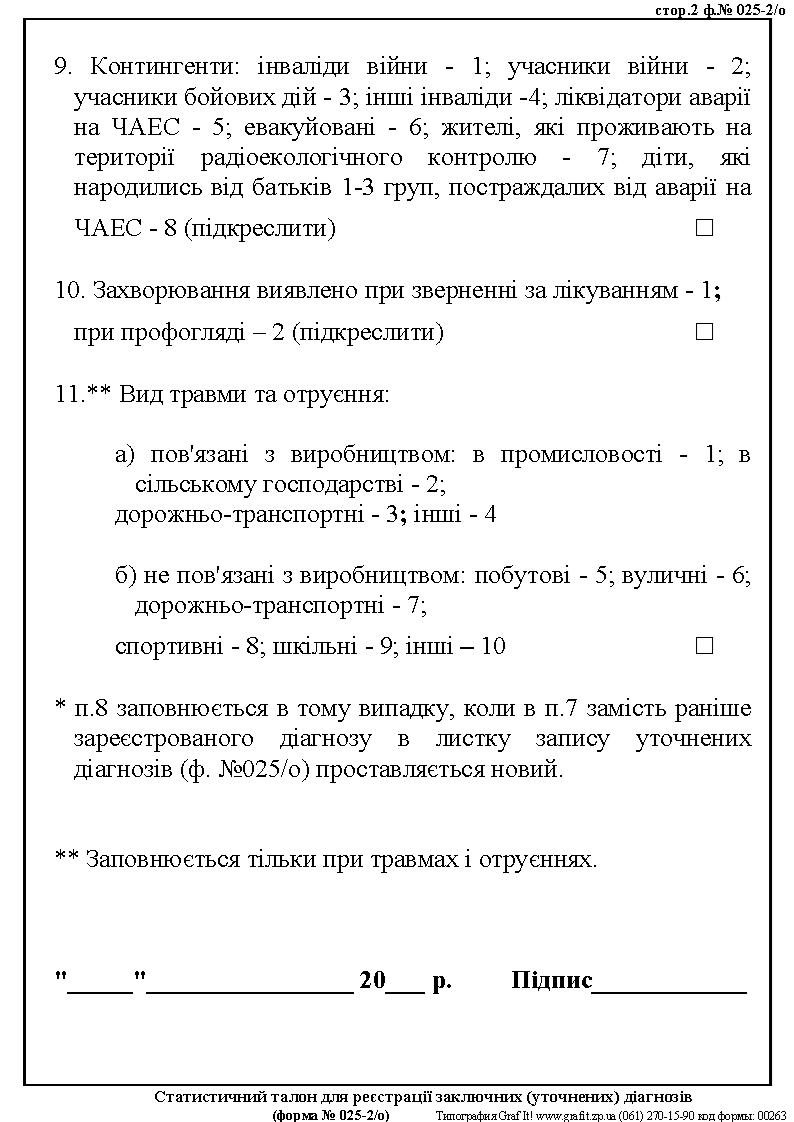 стор.2 ф.№ 025-2/о
9. Контингенти: інваліди війни - 1; учасники війни - 2;
учасники бойових дій - 3; інші інваліди -4; ліквідатори аварії
на ЧАЕС - 5; евакуйовані - 6; жителі, які проживають на
території радіоекологічного контролю - 7; діти, які
народились від батьків 1-3 груп, постраждалих від аварії на
ЧАЕС - 8 (підкреслити) □
10. Захворювання виявлено при зверненні за лікуванням - 1;
при профогляді – 2 (підкреслити) □
11.** Вид травми та отруєння:
а) пов'язані з виробництвом: в промисловості - 1; в
сільському господарстві - 2;
дорожньо-транспортні - 3; інші - 4
б) не пов'язані з виробництвом: побутові - 5; вуличні - 6;
дорожньо-транспортні - 7;
спортивні - 8; шкільні - 9; інші – 10 □
* п.8 заповнюється в тому випадку, коли в п.7 замість раніше
зареєстрованого діагнозу в листку запису уточнених
діагнозів (ф. №025/о) проставляється новий.
** Заповнюється тільки при травмах і отруєннях.
"_____"________________ 20___ р. Підпис____________
Статистичний талон для реєстрації заключних (уточнених) діагнозів
(форма № 025-2/о) Типография Graf It! www.grafit.zp.ua (061) 270-15-90 код формы: 00263